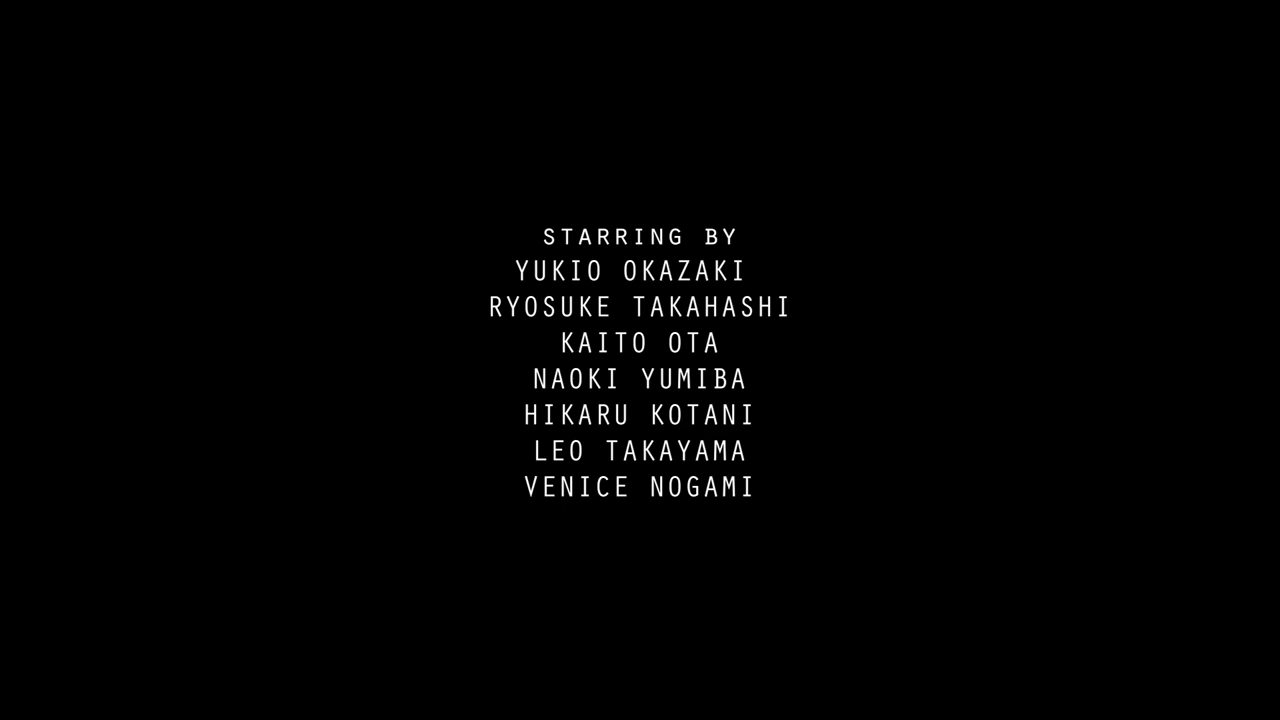 STARRING BY
YUKIO OKAZAKI
RYOSUKE TAKAHASHI
KAITO OTA
NAOKI YUMIBA
HIKARU KOTANI
LEO TAKAYAMA
VENICE NOGAMI